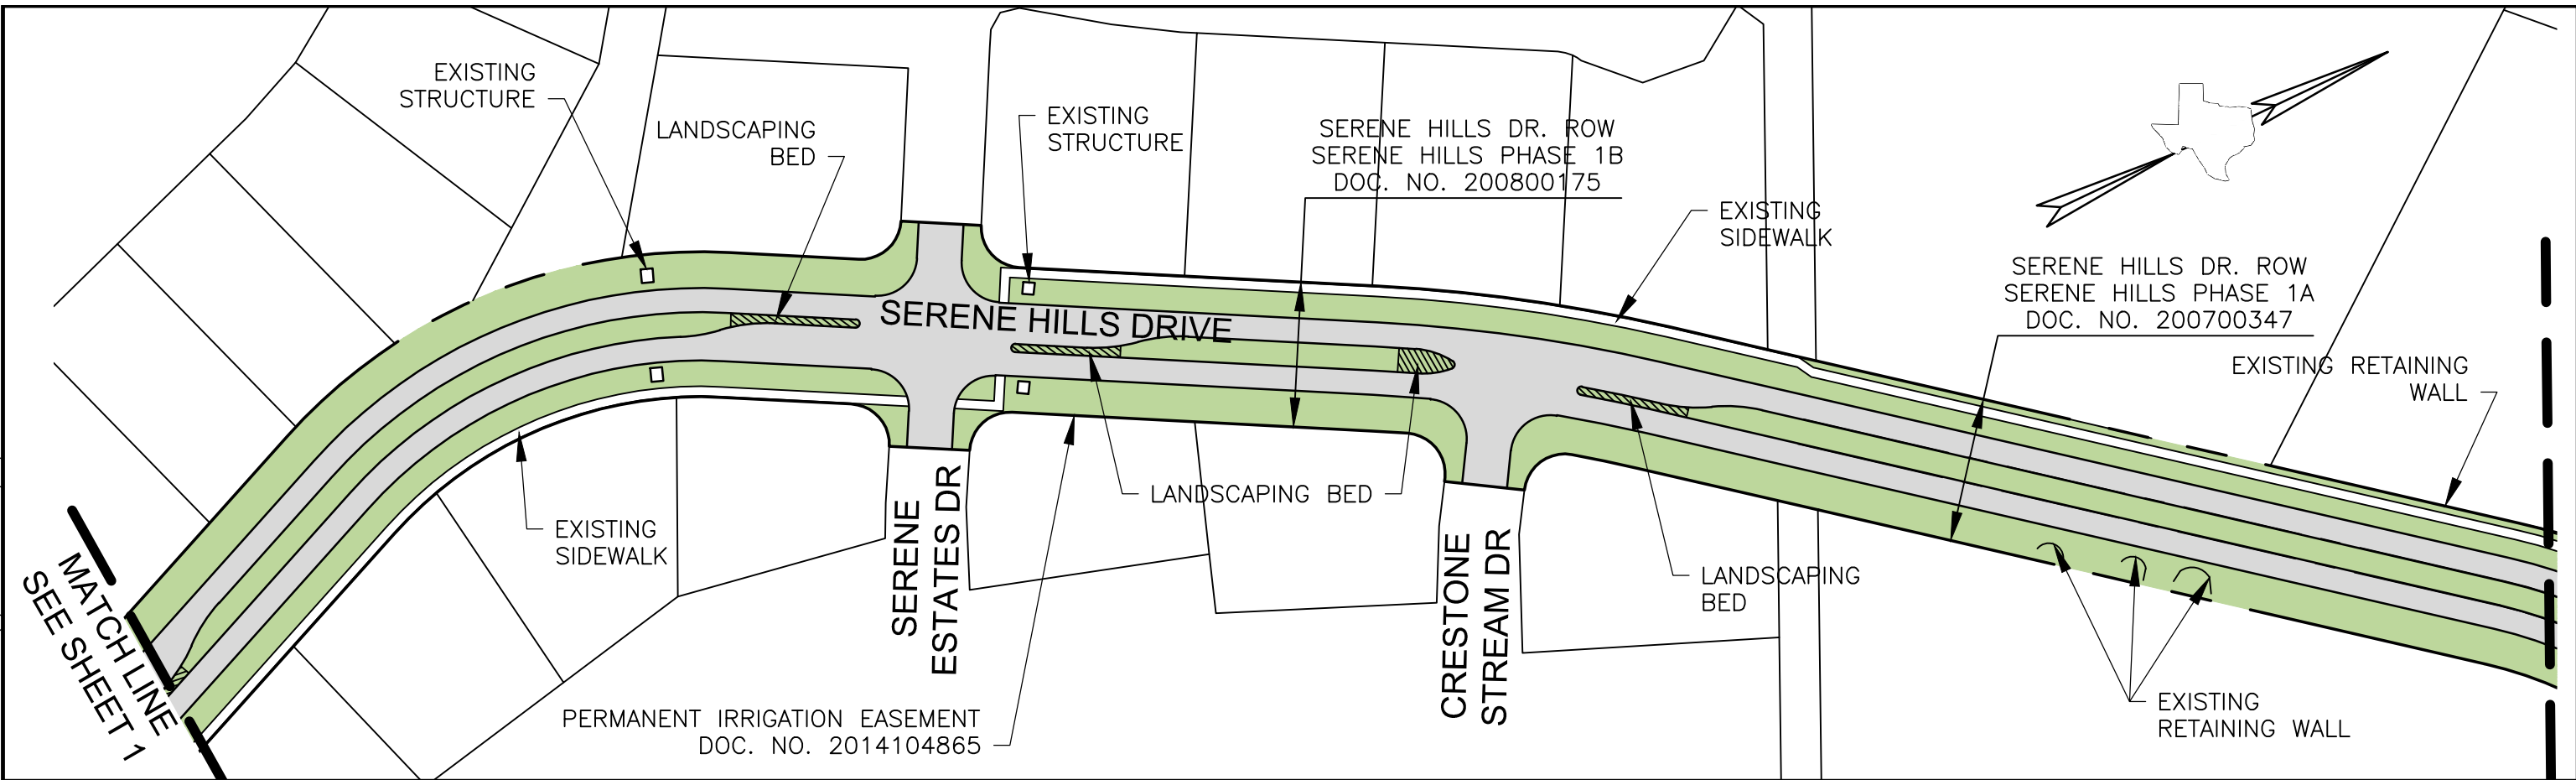 EXISTING
STRUCTURE
LANDSCAPING
BED
EXISTING
STRUCTURE
SERENE HILLS DR. ROW
SERENE HILLS PHASE 1B
DOC. NO. 200800175
EXISTING
SIDEWALK
SERENE HILLS DR. ROW
SERENE HILLS PHASE 1A
DOC. NO. 200700347
EXISTING RETAINING
WALL
SERENE HILLS DRIVE
LANDSCAPING BED
EXISTING
SIDEWALK
SERENE
ESTATES DR
CRESTONE
STREAM DR
LANDSCAPING
BED
MATCH LINE
SEE SHEET 1
PERMANENT IRRIGATION EASEMENT
DOC. NO. 2014104865
EXISTING
RETAINING WALL